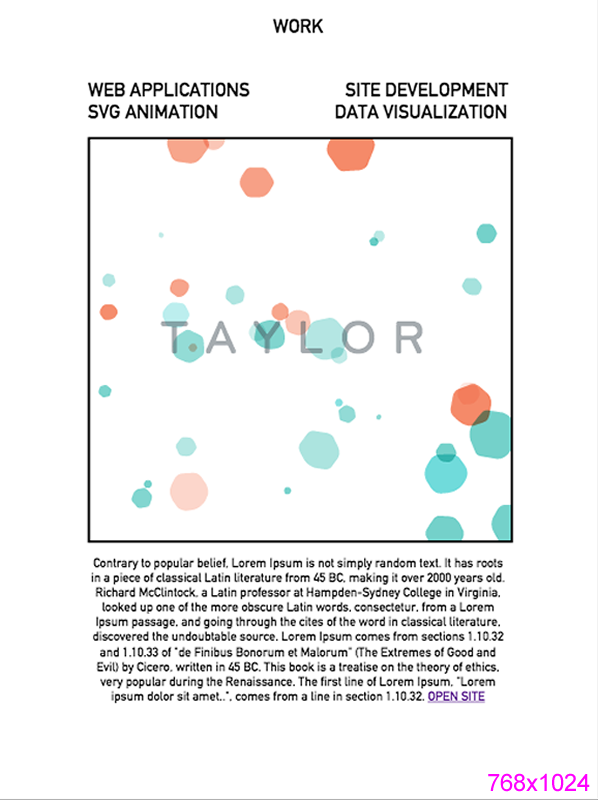 WORK
WEB APPLICATIONS SITE DEVELOPMENT
SVG ANIMATION DATA VISUALIZATION
TAYLOR
Contrary to popular belief, Lorem Ipsum is not simply random text. It has roots
in a piece of classical Latin literature from 45 BC, making it over 2000 years old.
Richard McClintock, a Latin professor at Hampden-Sydney College in Virginia,
looked up one of the more obscure Latin words, consectetur, from a Lorem
Ipsum passage, and going through the cites of the word in classical literature,
discovered the undoubtable source. Lorem Ipsum comes from sections 1.10.32
and 1.10.33 of "de Finibus Bonorum et Malorum" (The Extremes of Good and
Evil) by Cicero, written in 45 BC. This book is a treatise on the theory of ethics,
very popular during the Renaissance. The first line of Lorem Ipsum, "Lorem
ipsum dolor sit amet..", comes from a line in section 1.10.32. OPEN SITE
768x1024